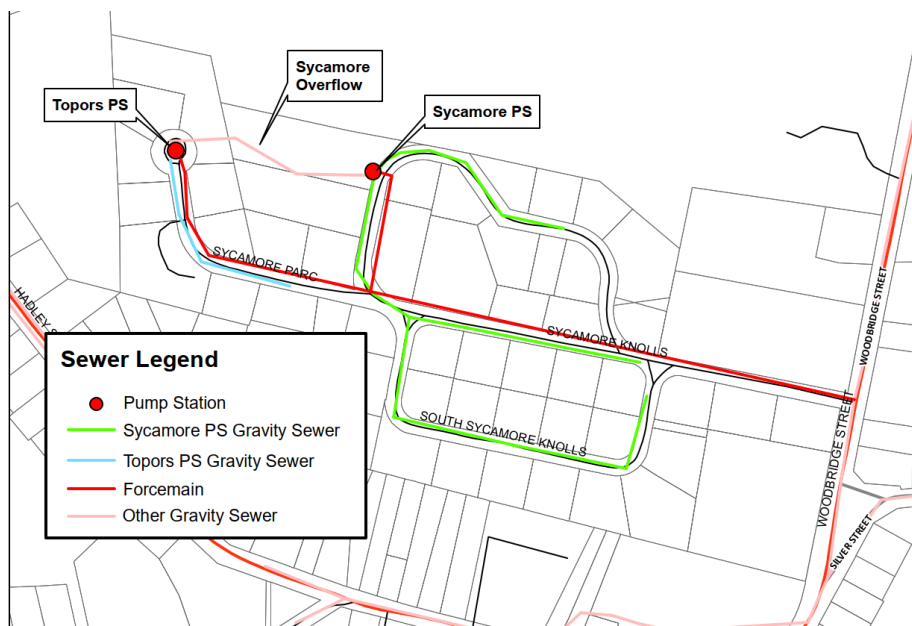 Sycamore
Overflow
Topors PS
Sycamore PS
SYCAMORE PARC
WOODBRIDGE STREET
HADLEY S
SYCAMORE KNOLLS
Sewer Legend
Pump Station
Sycamore PS Gravity Sewer
Topors PS Gravity Sewer
Forcemain
Other Gravity Sewer
SOUTH SYCAMORE KNOLLS
WOODBRIDGE STREET
SILVER STREET